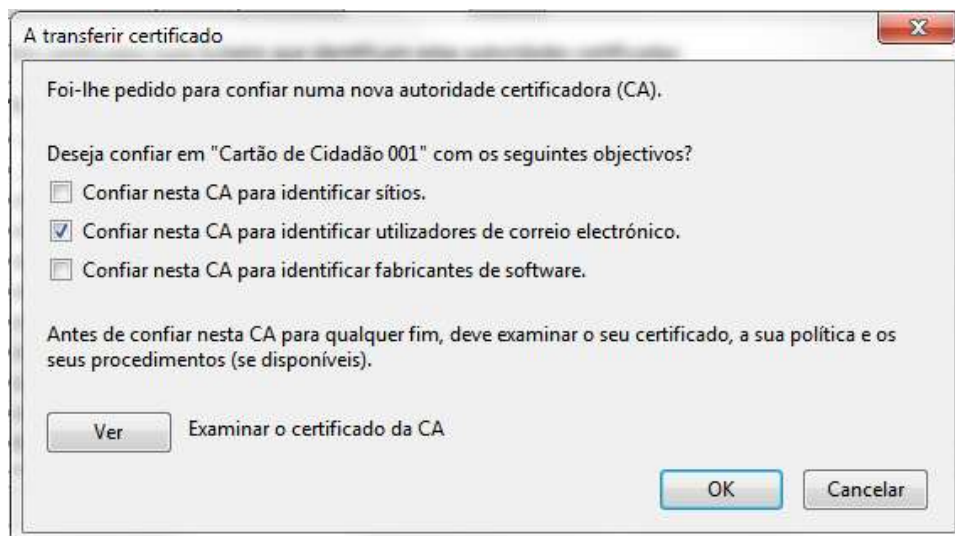 A transferir certificado
Foi-lhe pedido para confiar numa nova autoridade certificadora (CA).
Deseja confiar em "Cartão de Cidadão 001" com os seguintes objectivos?
Confiar nesta CA para identificar sítios.
Confiar nesta CA para identificar utilizadores de correio electrónico.
Confiar nesta CA para identificar fabricantes de software.
Antes de confiar nesta CA para qualquer fim, deve examinar o seu certificado, a sua política e os
seus procedimentos (se disponíveis).
Ver Examinar o certificado da CA
OK Cancelar